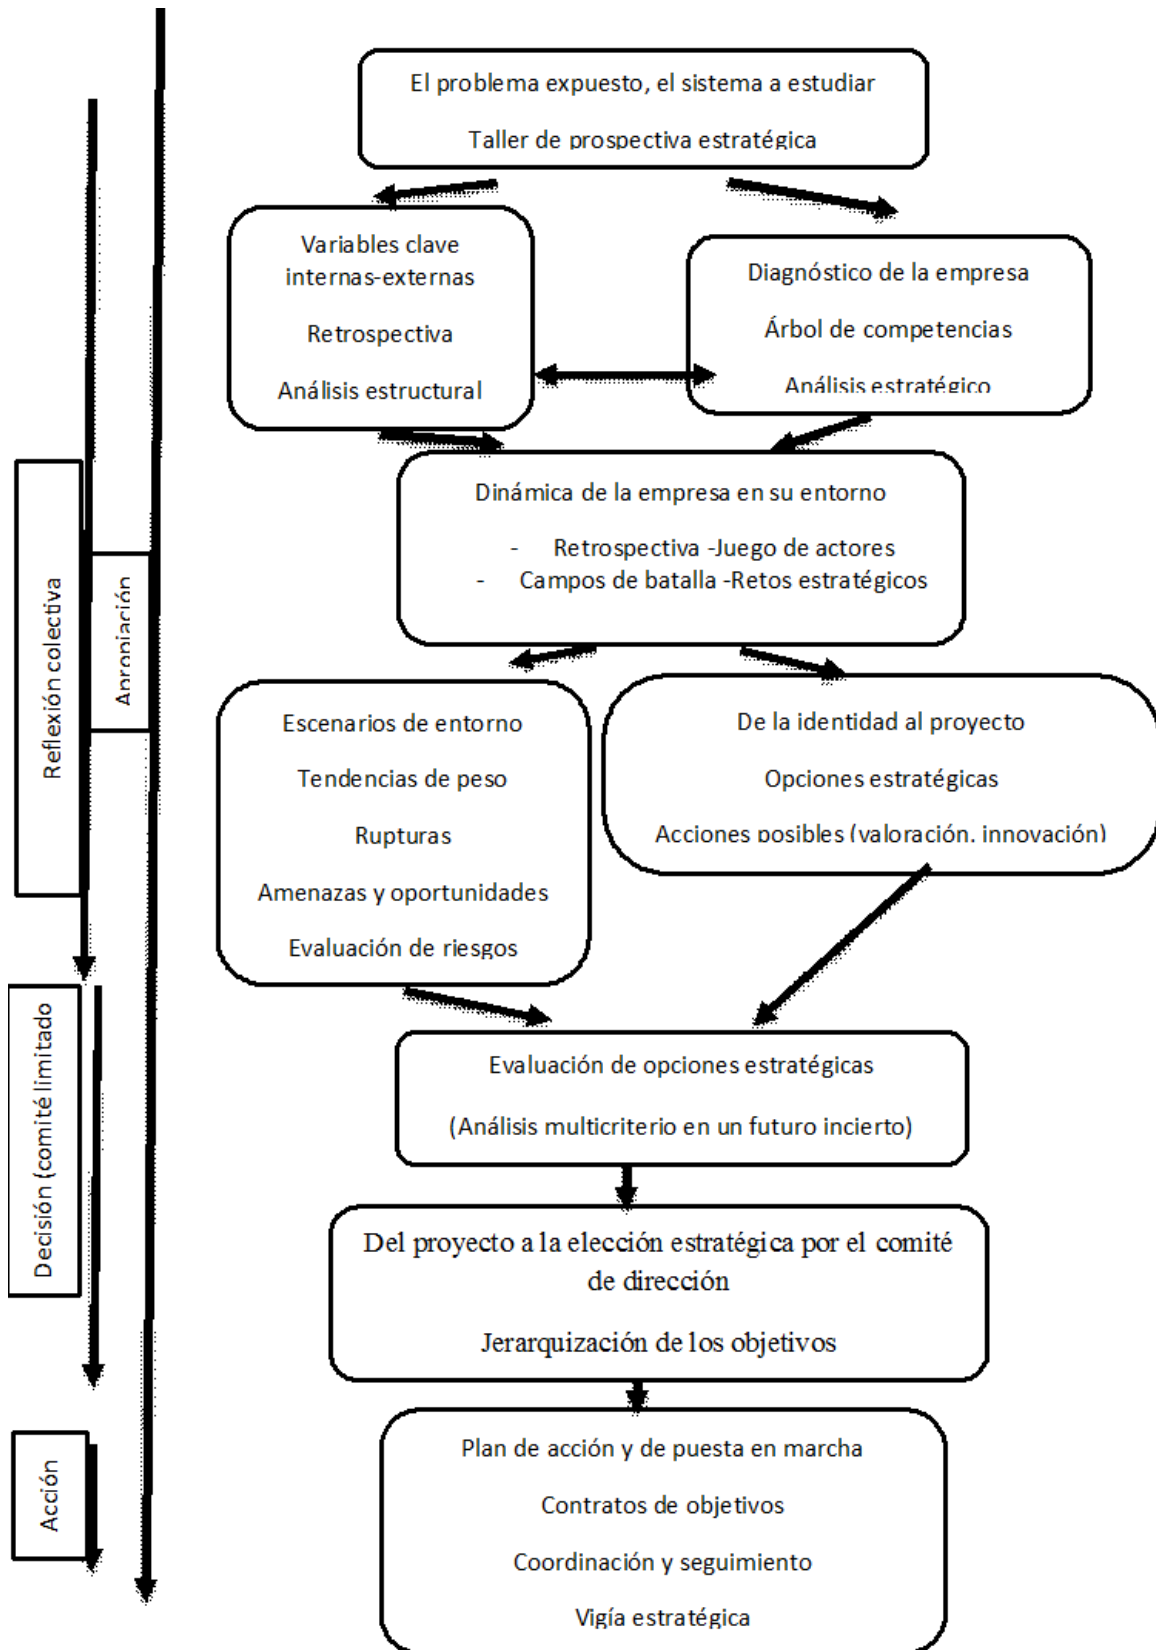 El problema expuesto, el sistema a estudiar
Taller de prospectiva estratégica
Variables clave
internas-externas
Retrospectiva
Análisis estructural
Diagnóstico de la empresa
Árbol de competencias
Análisis estratégico
Dinámica de la empresa en su entorno
- Retrospectiva -Juego de actores
- Campos de batalla -Retos estratégicos
Reflexión colectiva
Apropiación
Escenarios de entorno
Tendencias de peso
Rupturas
Amenazas y oportunidades
Evaluación de riesgos
De la identidad al proyecto
Opciones estratégicas
Acciones posibles (valoración, innovación)
Decisión (comité limitado
Evaluación de opciones estratégicas
(Análisis multicriterio en un futuro incierto)
Del proyecto a la elección estratégica por el comité
de dirección
Jerarquización de los objetivos
Acción
Plan de acción y de puesta en marcha
Contratos de objetivos
Coordinación y seguimiento
Vigía estratégica